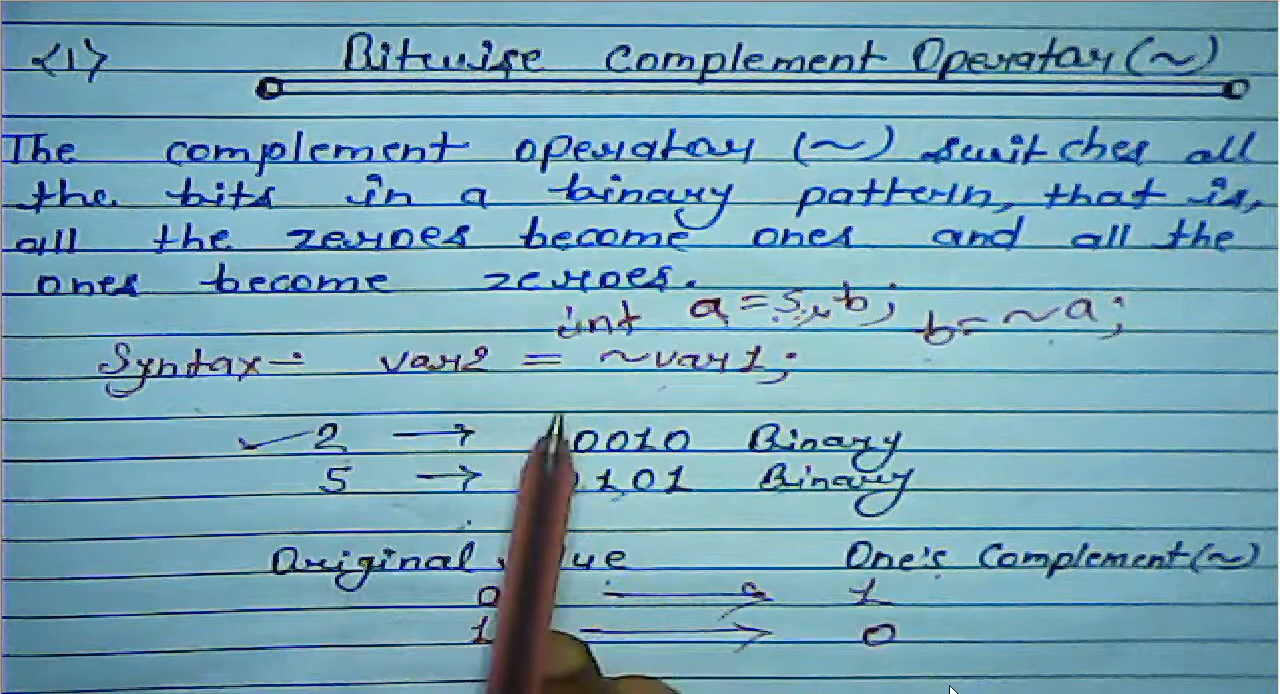 <1> Bitwise Complement Operator (~)
The complement operator (~) switches all
the bits in a binary pattern, that is,
all the zeroes become ones and all the
ones become zeroes.
int a=5, b; b=~a;
Syntax:- var2 = ~var1;
2 → 0010 Binary
5 → 101 Binary
Original One's Complement(~)
0 → 1
1 → 0